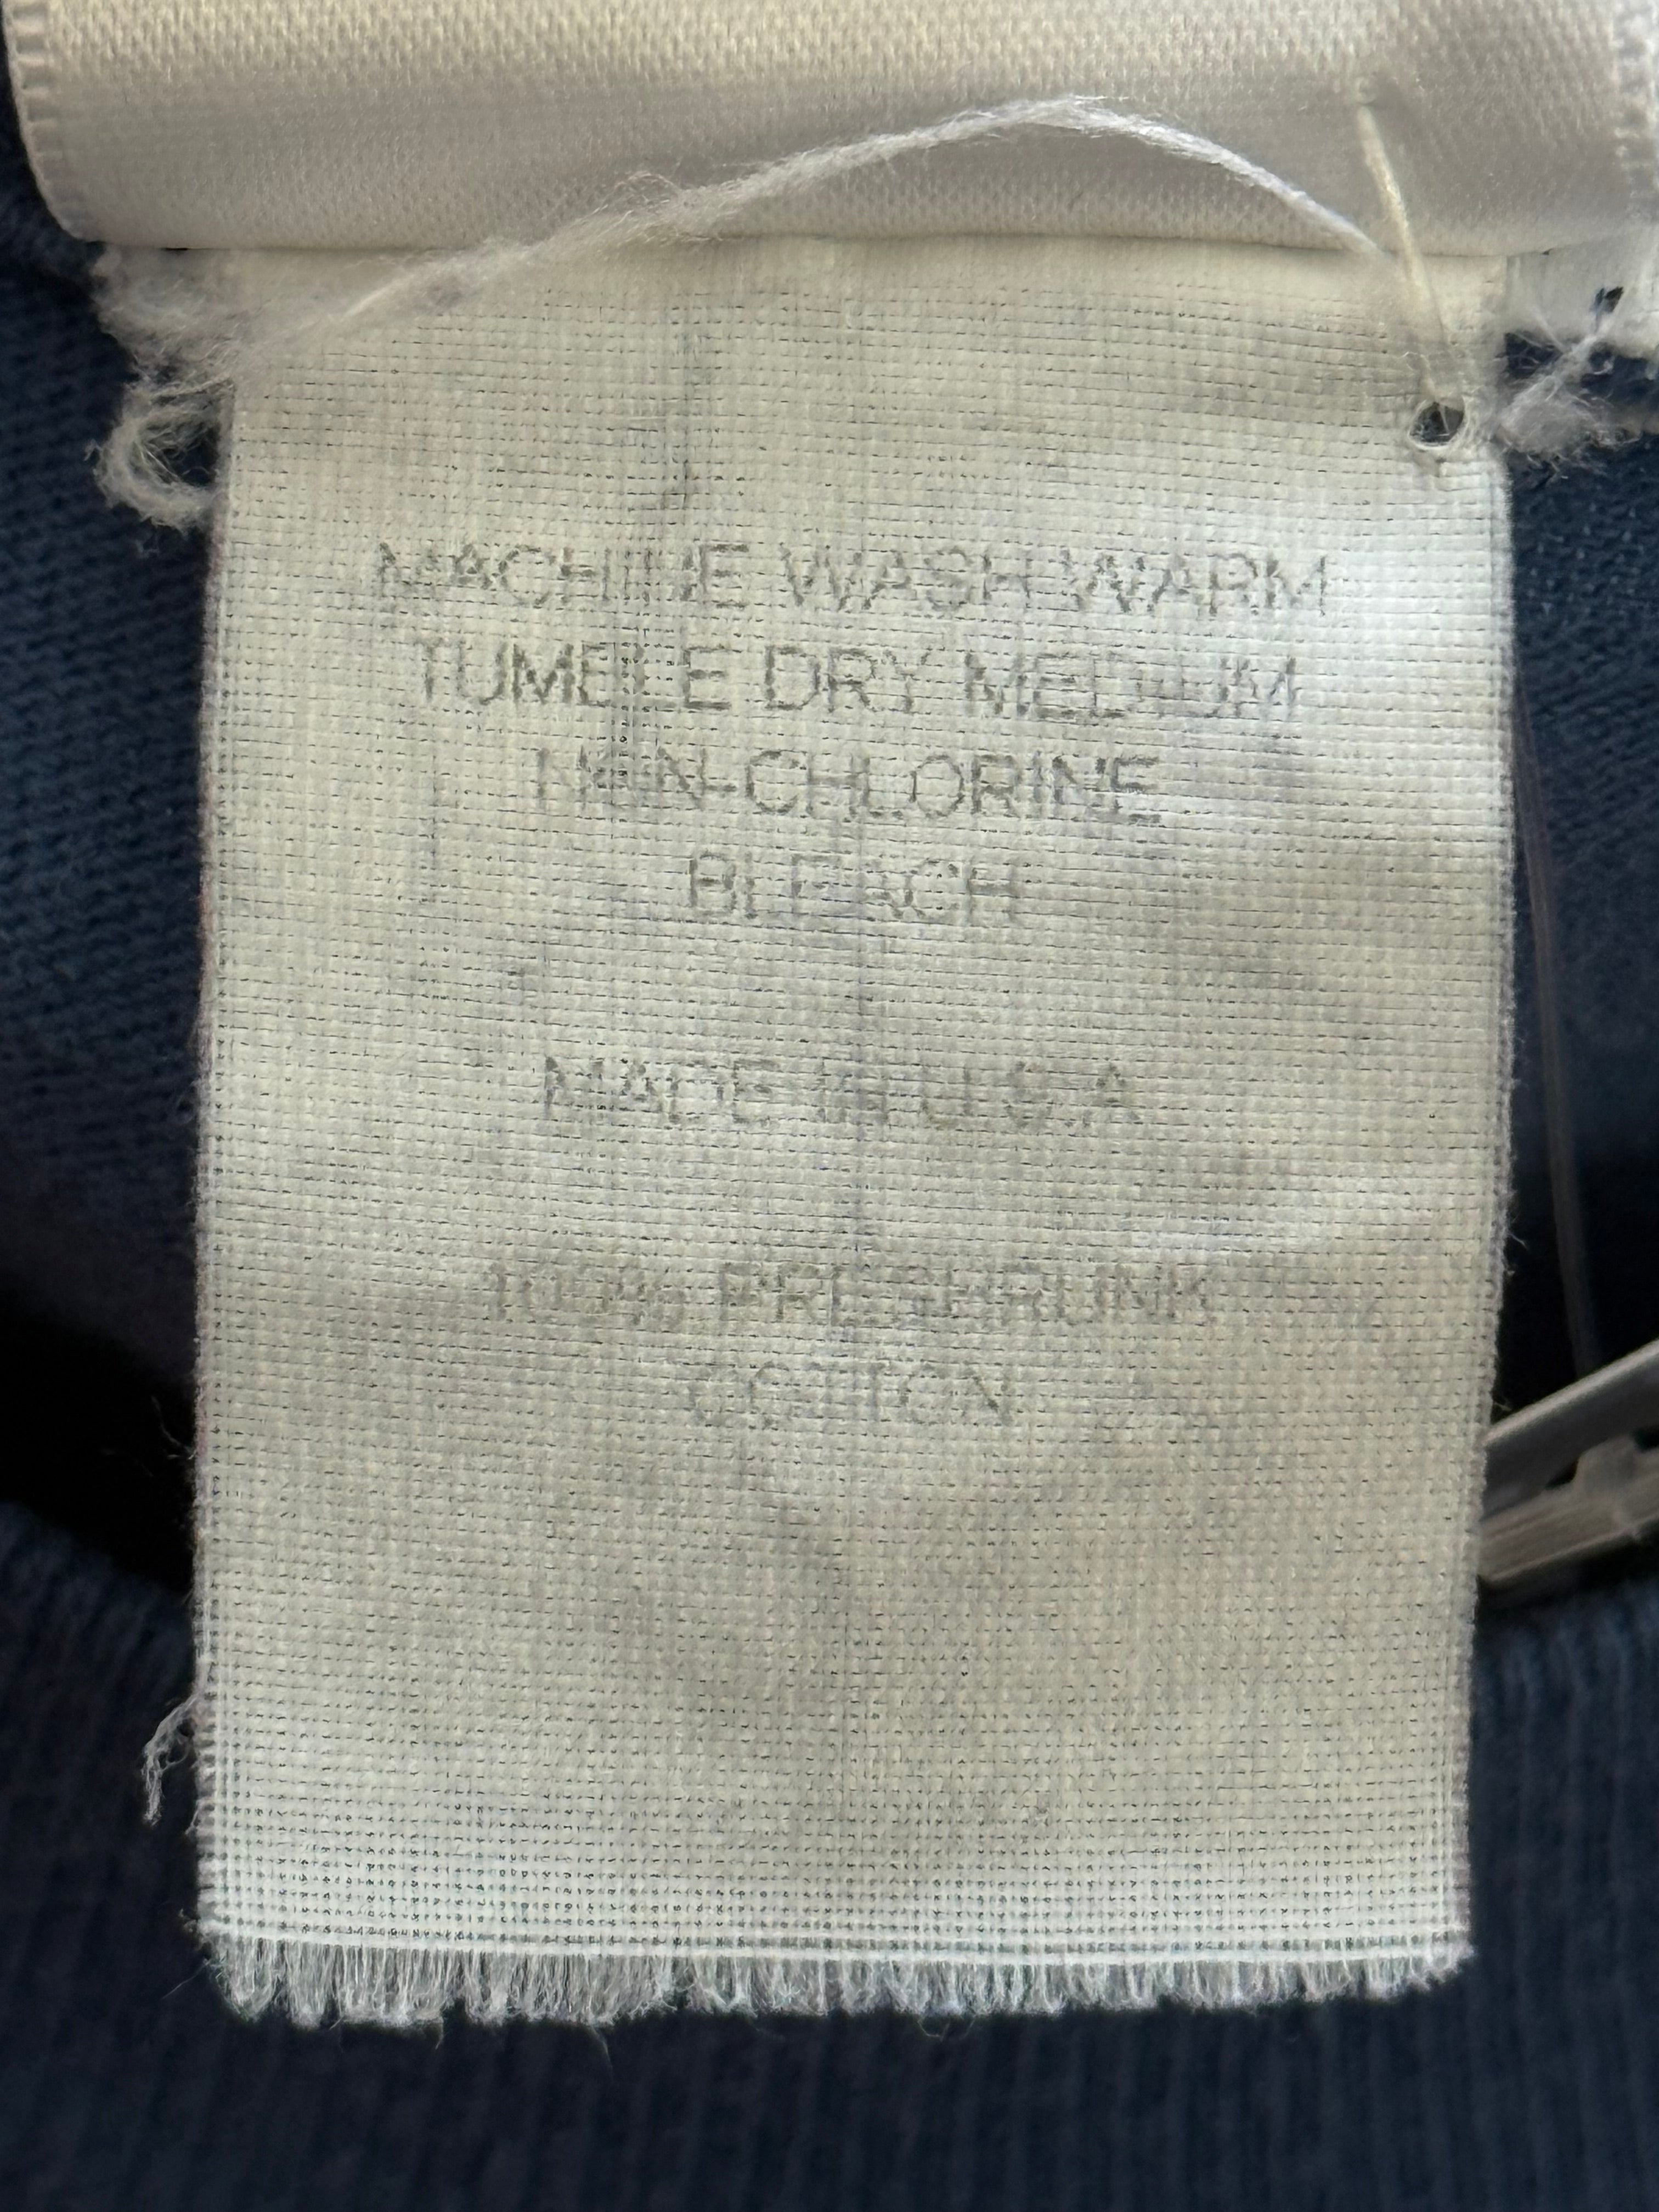 MACHINE WASH WARM
TUMBLE DRY MEDIUM
NON-CHLORINE
BLEACH
MADE IN U.S.A
100% PRESHRUNK
COTTON